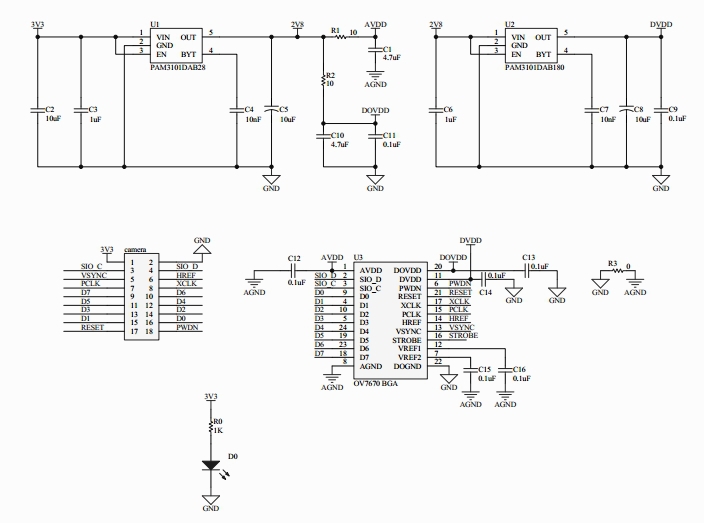 3V3
U1
2V8
R1
10
AVDD
2V8
U2
DVDD
1 VIN OUT 5
2 GND
3 EN BYT 4
PAM3101DAB28
1 VIN OUT 5
2 GND
3 EN BYT 4
PAM3101DAB180
C1
4.7uF
AGND
R2
10
DOVDD
C2
10uF
C3
1uF
C4
10nF
C5
10uF
C10
4.7uF
C11
0.1uF
C6
1uF
C7
10nF
C8
10uF
C9
0.1uF
GND
GND
GND
3V3
camera
GND
1 2
SIO_C 3 4 SIO_D
VSYNC 5 6 HREF
PCLK 7 8 XCLK
D7 9 10 D6
D5 11 12 D4
D3 13 14 D2
D1 15 16 D0
RESET 17 18 PWDN
C12
0.1uF
AGND
AVDD
U3
DOVDD
DVDD
C13
0.1uF
C14
0.1uF
GND
GND
R3
0
GND
AGND
1 AVDD DOVDD 20
SIO_D 2 SIO_D DVDD 11
SIO_C 3 SIO_C PWDN 6 PWDN
D0 9 D0 RESET 21 RESET
D1 4 D1 XCLK 17 XCLK
D2 10 D2 PCLK 15 PCLK
D3 5 D3 HREF 14 HREF
D4 24 D4 VSYNC 13 VSYNC
D5 19 D5 STROBE 16 STROBE
D6 23 D6 VREF1 12
D7 18 D7 VREF2 7
8 AGND DOGND 22
OV7670 BGA
AGND
GND
C15
0.1uF
AGND
C16
0.1uF
AGND
3V3
R0
1K
D0
GND